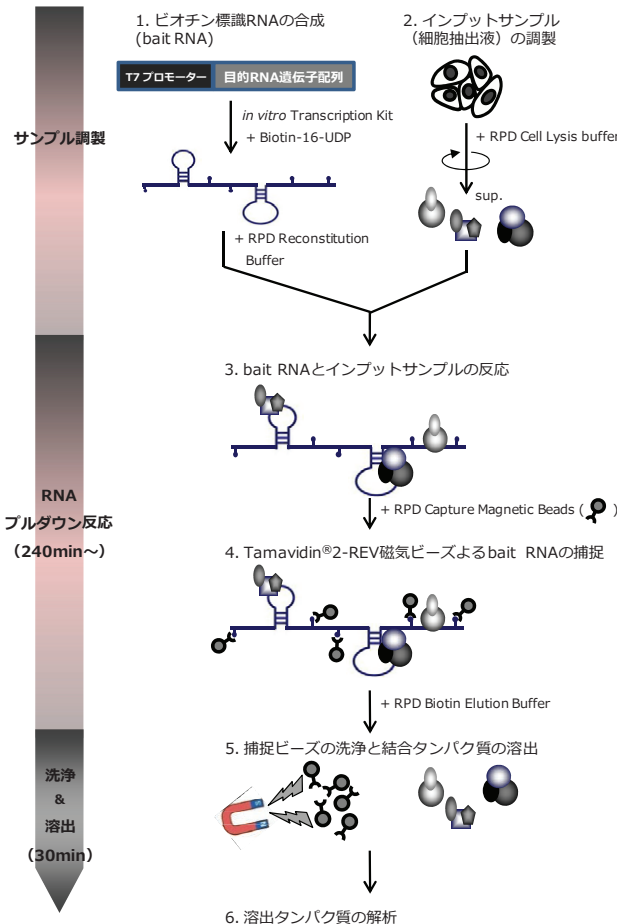 1. ビオチン標識RNAの合成
(bait RNA)
T7 プロモーター 目的RNA遺伝子配列
in vitro Transcription Kit
+ Biotin-16-UDP
+ RPD Reconstitution
Buffer
2. インプットサンプル
（細胞抽出液）の調製
+ RPD Cell Lysis buffer
sup.
サンプル調製
3. bait RNAとインプットサンプルの反応
+ RPD Capture Magnetic Beads ( )
RNA
プルダウン反応
（240min～）
4. Tamavidin®2-REV磁気ビーズよるbait RNAの捕捉
+ RPD Biotin Elution Buffer
5. 捕捉ビーズの洗浄と結合タンパク質の溶出
洗浄
&
溶出
（30min）
6. 溶出タンパク質の解析